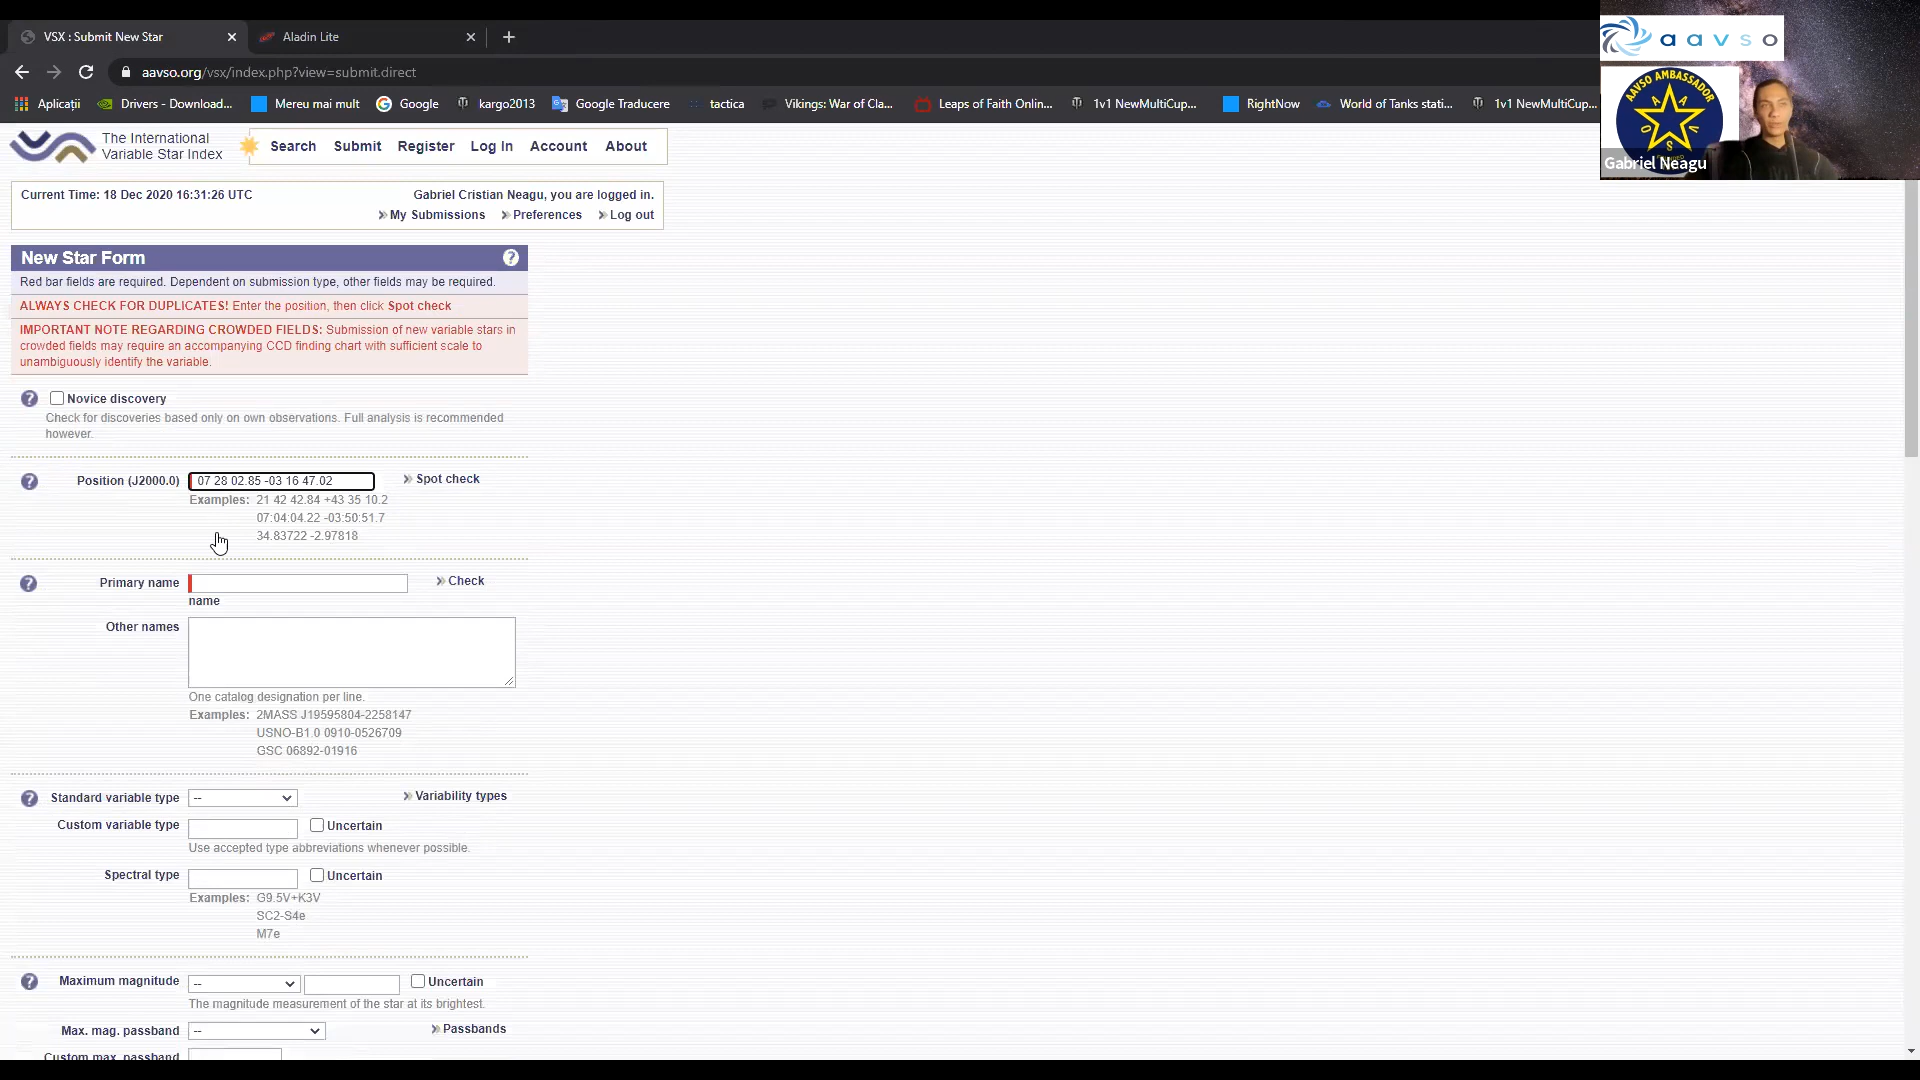 VSX : Submit New Star
Aladin Lite
aavso.org/vsx/index.php?view=submit.direct
Aplicații
Drivers - Download...
Mereu mai mult
Google
kargo2013
Google Traducere
tactica
Vikings: War of Cla...
Leaps of Faith Onlin...
1v1 NewMultiCup...
RightNow
World of Tanks stati...
1v1 NewMultiCup...
aavso
AAVSO AMBASSADOR
A A V S O
Gabriel Neagu
The International
Variable Star Index
Search Submit Register Log In Account About
Current Time: 18 Dec 2020 16:31:26 UTC
Gabriel Cristian Neagu, you are logged in.
My Submissions Preferences Log out
New Star Form
Red bar fields are required. Dependent on submission type, other fields may be required.
ALWAYS CHECK FOR DUPLICATES! Enter the position, then click Spot check
IMPORTANT NOTE REGARDING CROWDED FIELDS: Submission of new variable stars in
crowded fields may require an accompanying CCD finding chart with sufficient scale to
unambiguously identify the variable.
Novice discovery
Check for discoveries based only on own observations. Full analysis is recommended
however.
Position (J2000.0) 07 28 02.85 -03 16 47.02 Spot check
Examples: 21 42 42.84 +43 35 10.2
07:04:04.22 -03:50:51.7
34.83722 -2.97818
Primary name Check
name
Other names
One catalog designation per line.
Examples: 2MASS J19595804-2258147
USNO-B1.0 0910-0526709
GSC 06892-01916
Standard variable type -- Variability types
Custom variable type Uncertain
Use accepted type abbreviations whenever possible.
Spectral type Uncertain
Examples: G9.5V+K3V
SC2-S4e
M7e
Maximum magnitude -- Uncertain
The magnitude measurement of the star at its brightest.
Max. mag. passband -- Passbands
Custom max. passband